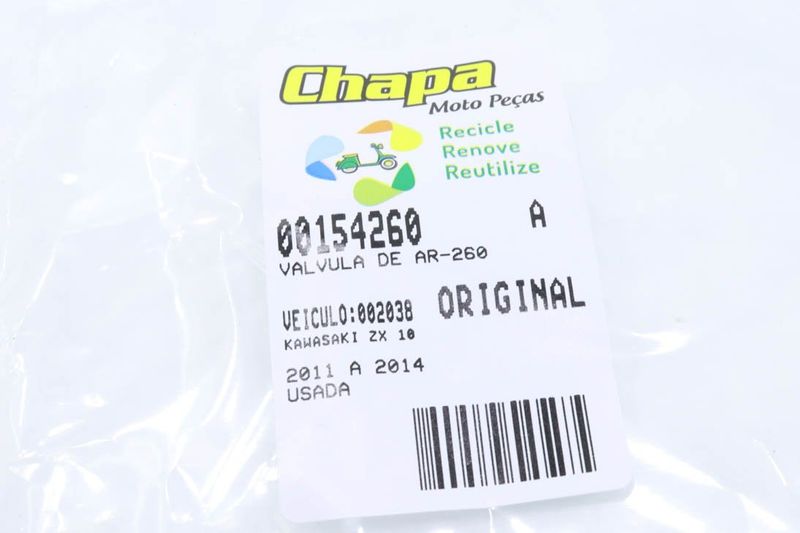 Chapa
Moto Peças
Recicle
Renove
Reutilize
00154260 A
VALVULA DE AR-260
ORIGINAL
VEICULO:002038
KAWASAKI ZX 10
2011 A 2014
USADA